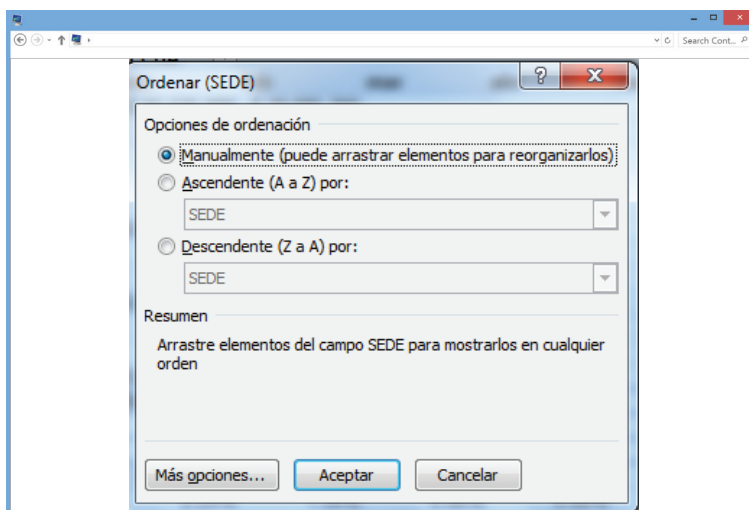 Search Cont...
Ordenar (SEDE)
Opciones de ordenación
Manualmente (puede arrastrar elementos para reorganizarlos)
Ascendente (A a Z) por:
SEDE
Descendente (Z a A) por:
SEDE
Resumen
Arrastre elementos del campo SEDE para mostrarlos en cualquier
orden
Más opciones... Aceptar Cancelar